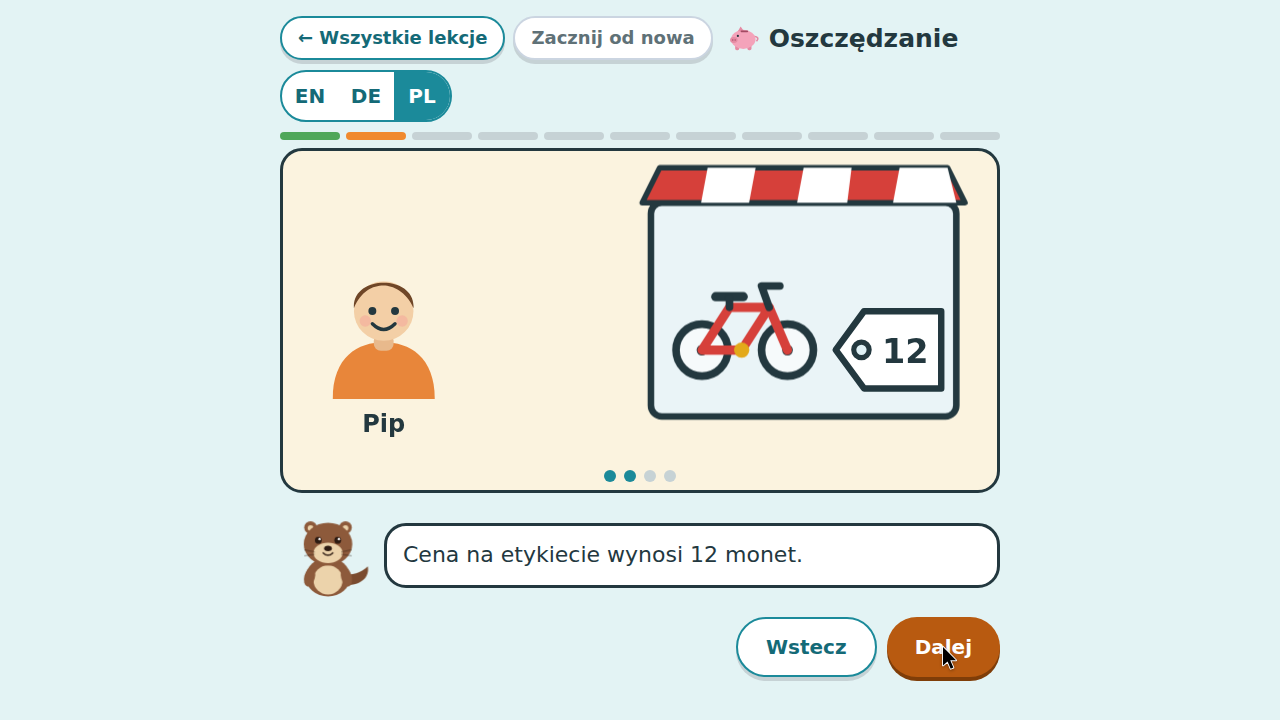 ← Wszystkie lekcje
Zacznij od nowa
Oszczędzanie
EN DE PL
12
Pip
Cena na etykiecie wynosi 12 monet.
Wstecz
Dalej